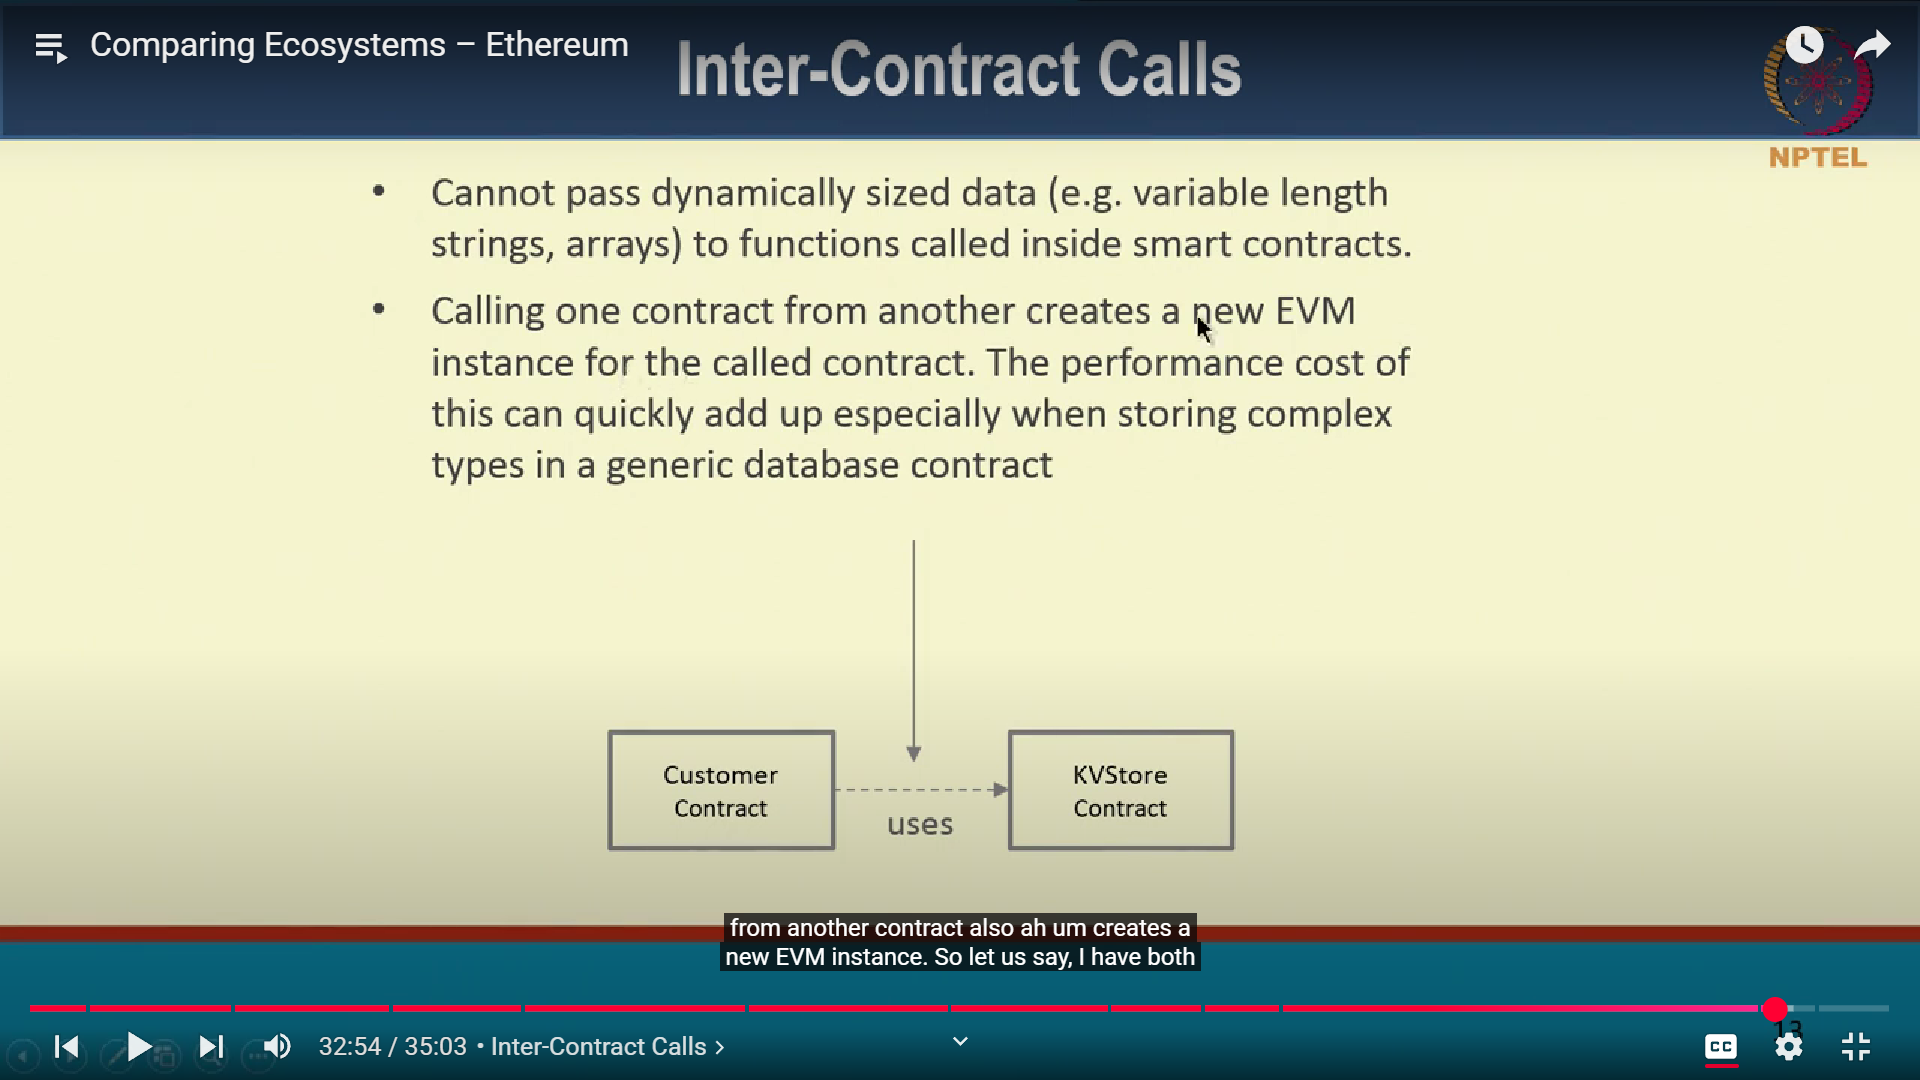 Comparing Ecosystems – Ethereum
Inter-Contract Calls
NPTEL
• Cannot pass dynamically sized data (e.g. variable length
strings, arrays) to functions called inside smart contracts.
• Calling one contract from another creates a new EVM
instance for the called contract. The performance cost of
this can quickly add up especially when storing complex
types in a generic database contract
Customer
Contract
uses
KVStore
Contract
from another contract also ah um creates a
new EVM instance. So let us say, I have both
13
32:54 / 35:03 • Inter-Contract Calls >
CC